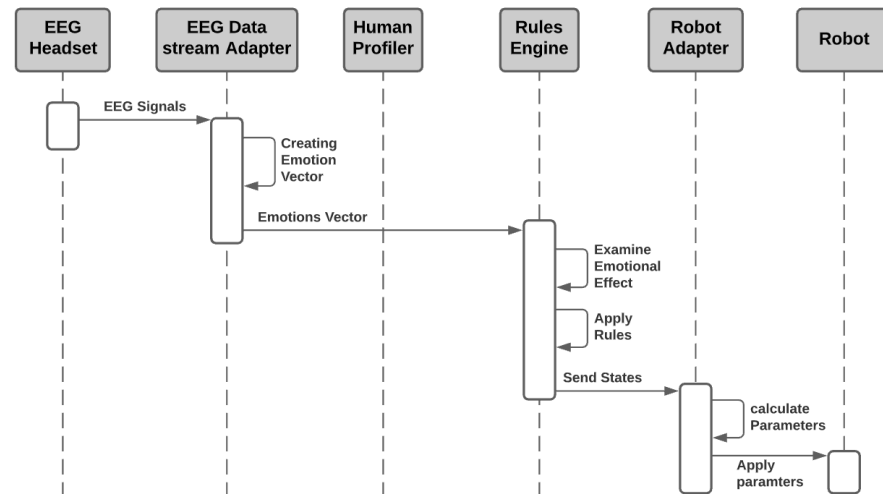 EEG
Headset
EEG Data
stream Adapter
Human
Profiler
Rules
Engine
Robot
Adapter
Robot
EEG Signals
Creating
Emotion
Vector
Emotions Vector
Examine
Emotional
Effect
Apply
Rules
Send States
calculate
Parameters
Apply
paramters